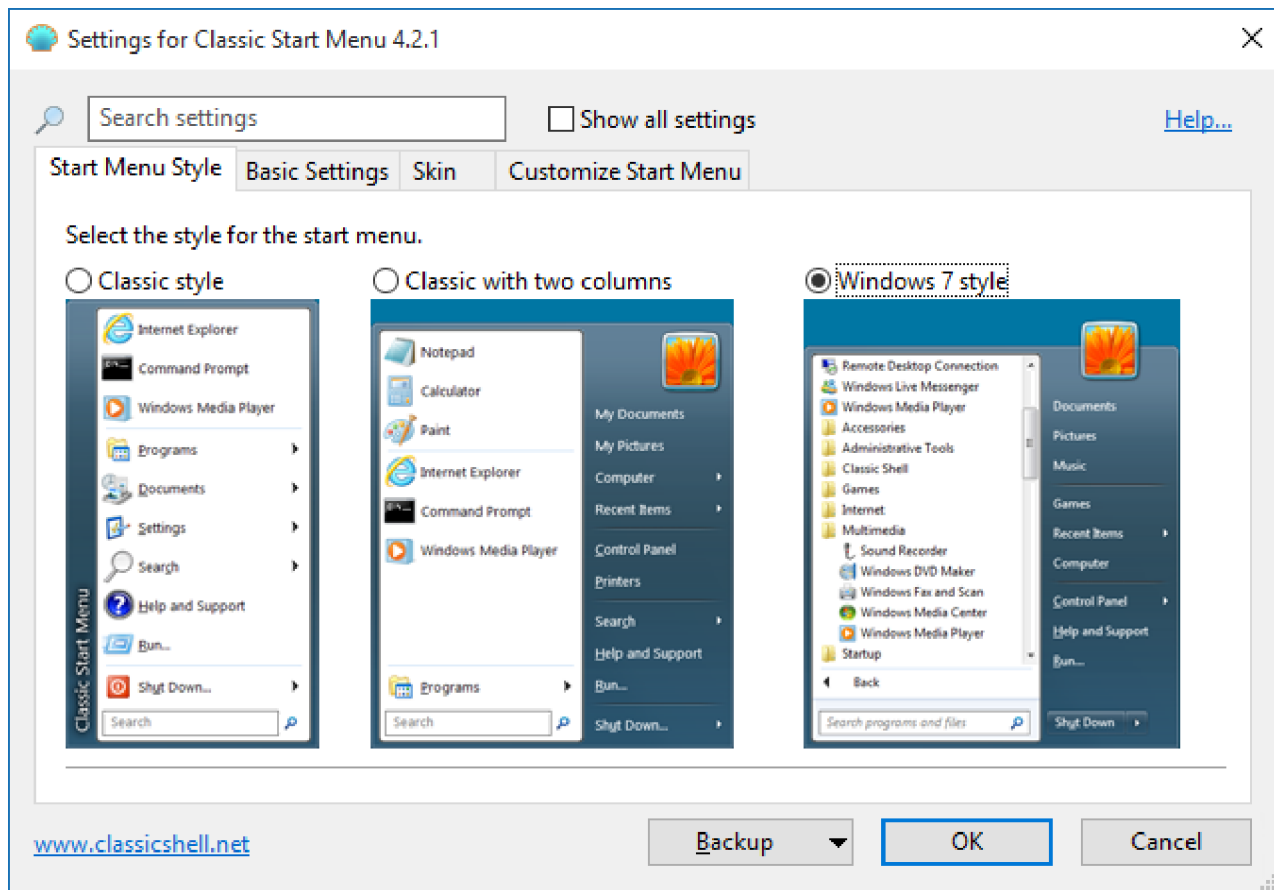 Settings for Classic Start Menu 4.2.1
Search settings
Show all settings
Help...
Start Menu Style
Basic Settings
Skin
Customize Start Menu
Select the style for the start menu.
Classic style
Internet Explorer
Command Prompt
Windows Media Player
Programs
Documents
Settings
Search
Help and Support
Run...
Shut Down...
Search
Classic Start Menu
Classic with two columns
Notepad
Calculator
Paint
Internet Explorer
Command Prompt
Windows Media Player
Programs
Search
My Documents
My Pictures
Computer
Recent Items
Control Panel
Printers
Search
Help and Support
Run...
Shut Down...
Windows 7 style
Remote Desktop Connection
Windows Live Messenger
Windows Media Player
Accessories
Administrative Tools
Classic Shell
Games
Internet
Multimedia
Sound Recorder
Windows DVD Maker
Windows Fax and Scan
Windows Media Center
Windows Media Player
Startup
Back
Search programs and files
Documents
Pictures
Music
Games
Recent Items
Computer
Control Panel
Help and Support
Run...
Shut Down
www.classicshell.net
Backup
OK
Cancel